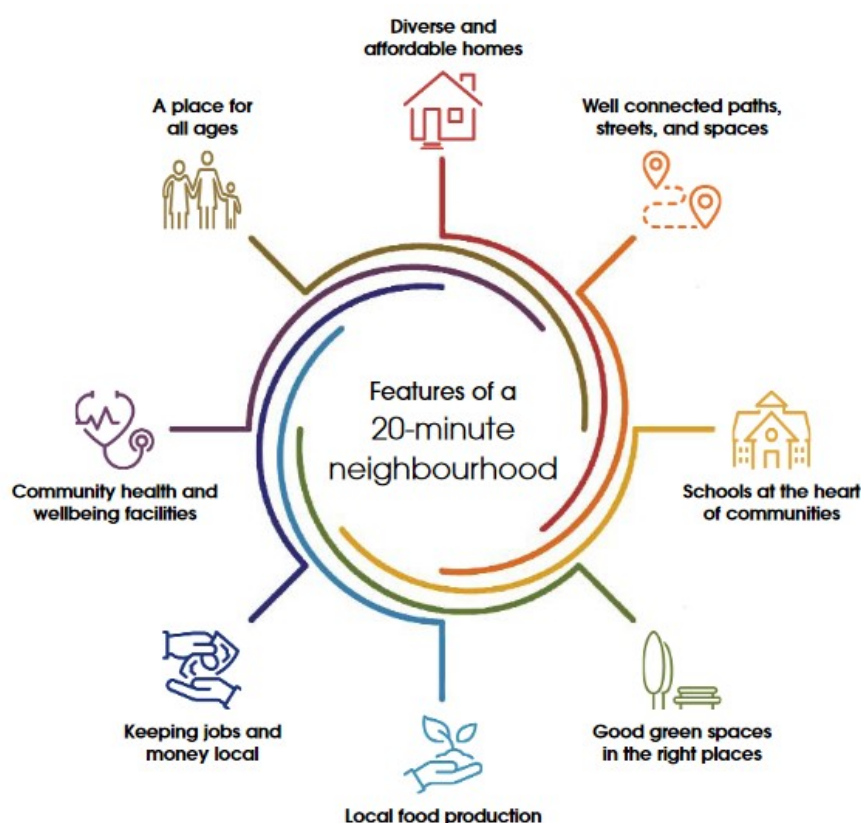 Diverse and
affordable homes
Well connected paths,
streets, and spaces
Schools at the heart
of communities
Good green spaces
in the right places
Local food production
Keeping jobs and
money local
Community health and
wellbeing facilities
A place for
all ages
Features of a
20-minute
neighbourhood